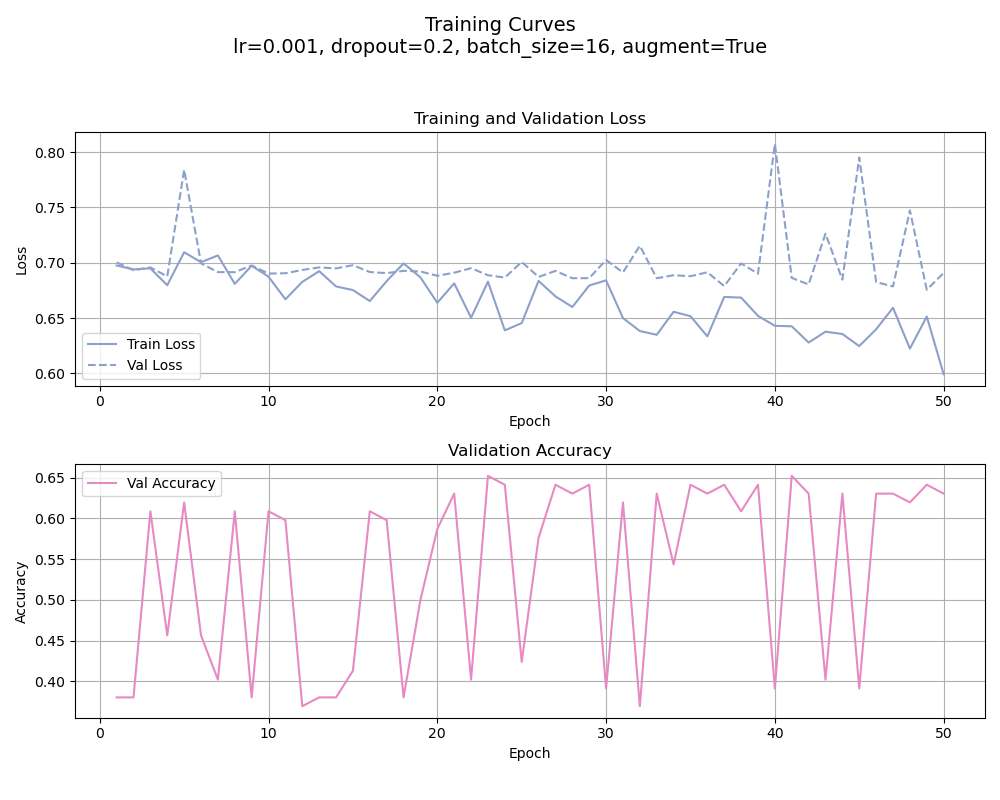 Training Curves
lr=0.001, dropout=0.2, batch_size=16, augment=True
Training and Validation Loss
0.80
0.75
0.70
0.65
0.60
Loss
Train Loss
Val Loss
0 10 20 30 40 50
Epoch
Validation Accuracy
0.65
0.60
0.55
0.50
0.45
0.40
Accuracy
Val Accuracy
0 10 20 30 40 50
Epoch